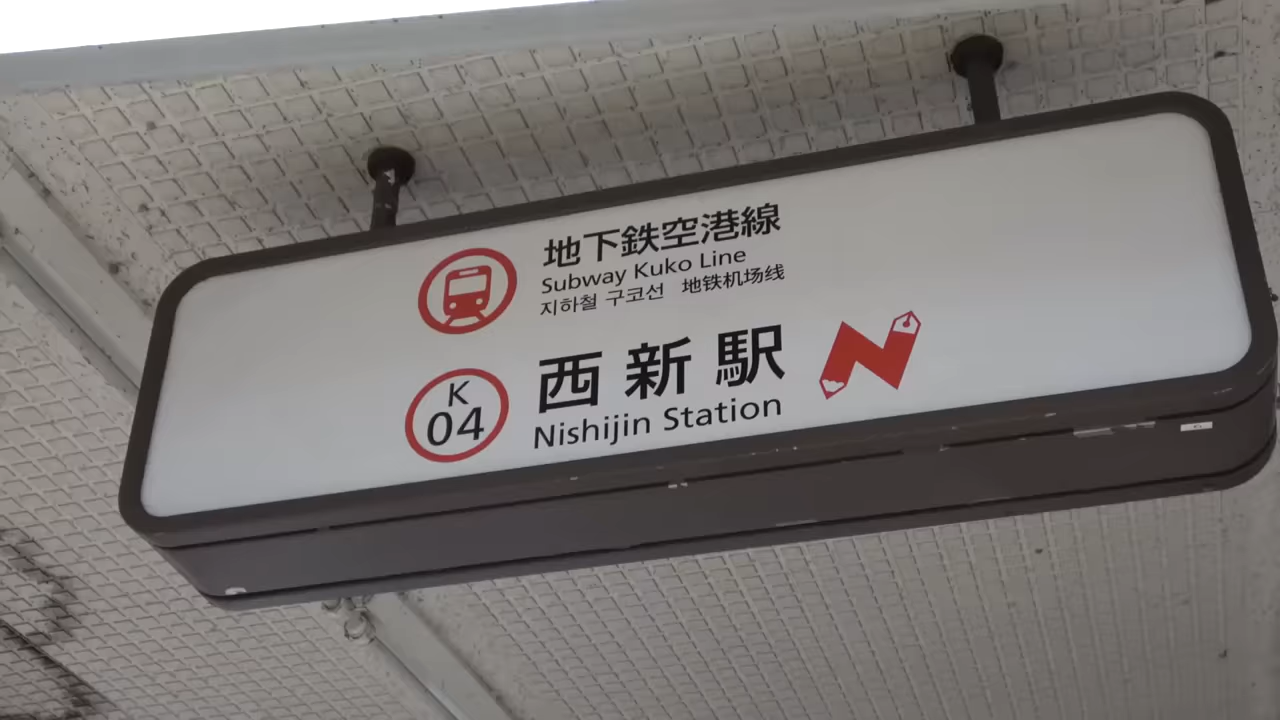 地下鉄空港線
Subway Kuko Line
지하철 구코선 地铁机场线
K
04
西新駅
Nishijin Station